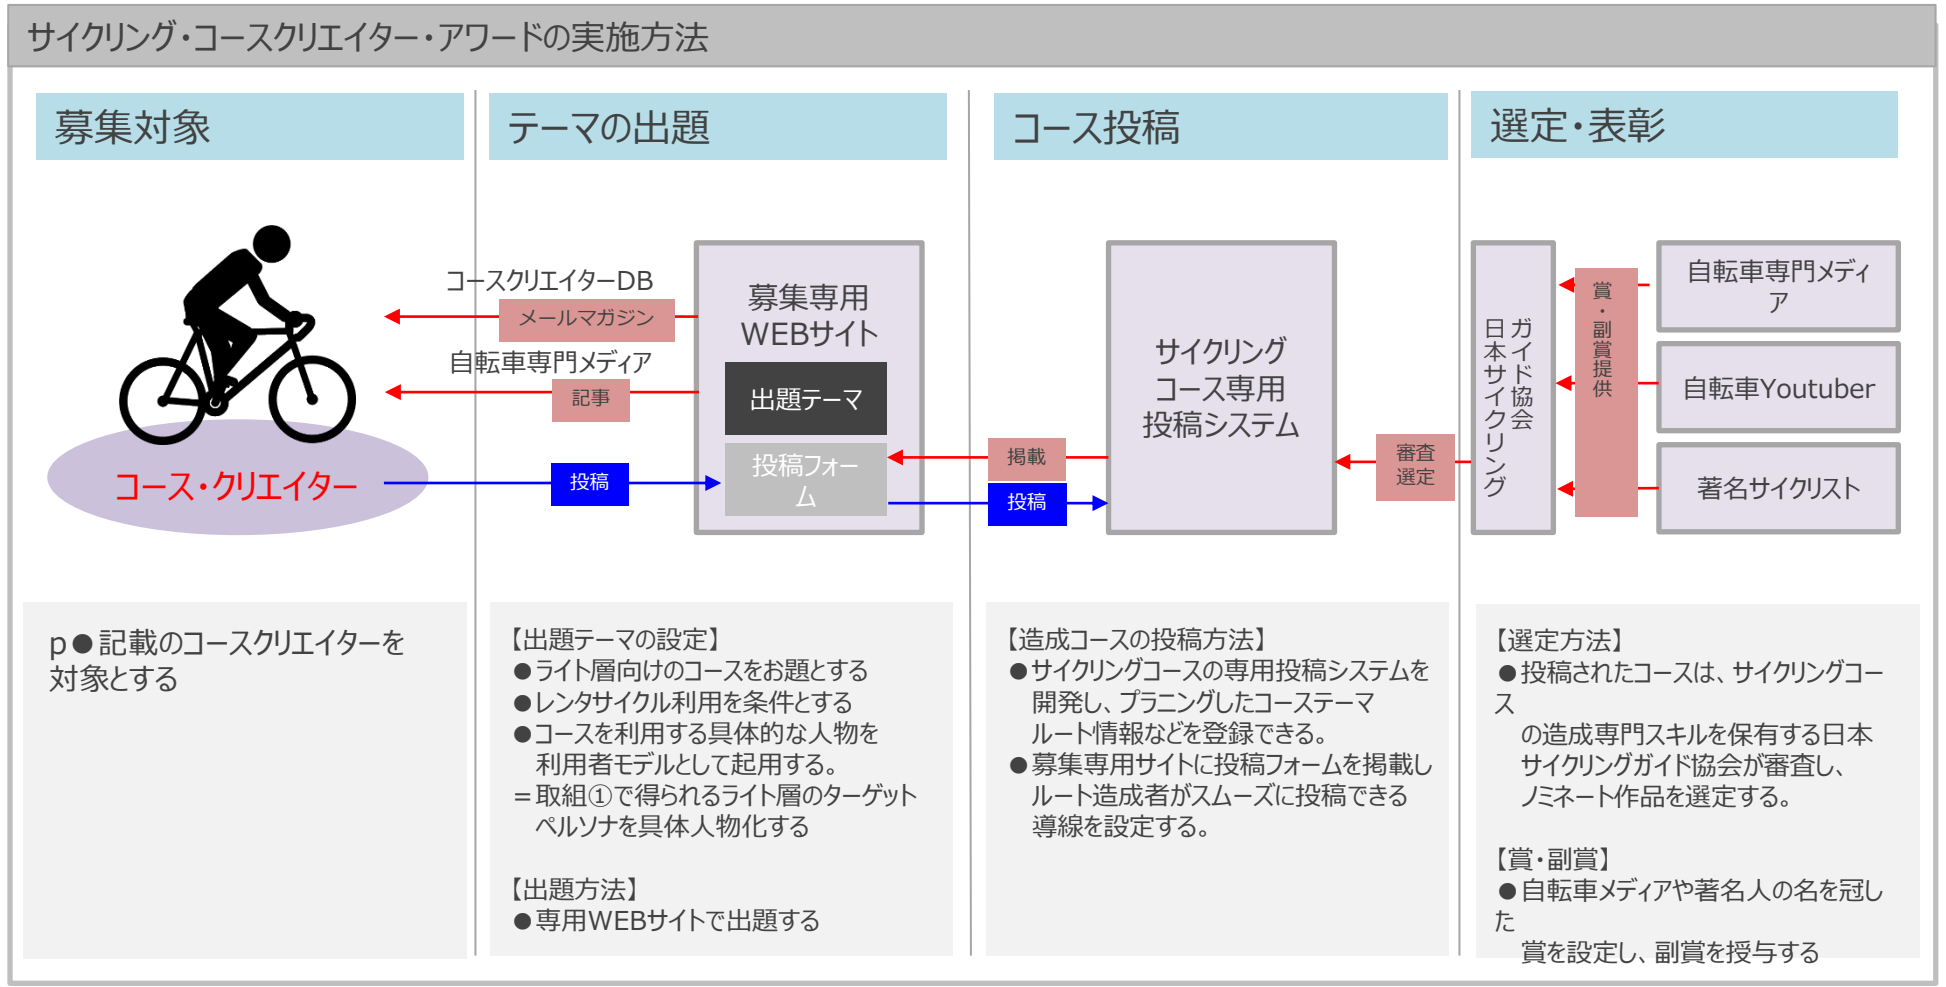 サイクリング・コースクリエイター・アワードの実施方法
募集対象
テーマの出題
コース投稿
選定・表彰
コース・クリエイター
コースクリエイターDB
メールマガジン
自転車専門メディア
記事
投稿
募集専用
WEBサイト
出題テーマ
投稿フォー
ム
掲載
投稿
サイクリング
コース専用
投稿システム
審査
選定
日本サイクリング
ガイド協会
賞・副賞提供
自転車専門メディ
ア
自転車Youtuber
著名サイクリスト
p●記載のコースクリエイターを
対象とする
【出題テーマの設定】
●ライト層向けのコースをお題とする
●レンタサイクル利用を条件とする
●コースを利用する具体的な人物を
利用者モデルとして起用する。
＝取組①で得られるライト層のターゲット
ペルソナを具体人物化する
【出題方法】
●専用WEBサイトで出題する
【造成コースの投稿方法】
●サイクリングコースの専用投稿システムを
開発し、プラニングしたコーステーマ
ルート情報などを登録できる。
●募集専用サイトに投稿フォームを掲載し
ルート造成者がスムーズに投稿できる
導線を設定する。
【選定方法】
●投稿されたコースは、サイクリングコー
ス
の造成専門スキルを保有する日本
サイクリングガイド協会が審査し、
ノミネート作品を選定する。
【賞・副賞】
●自転車メディアや著名人の名を冠し
た
賞を設定し、副賞を授与する